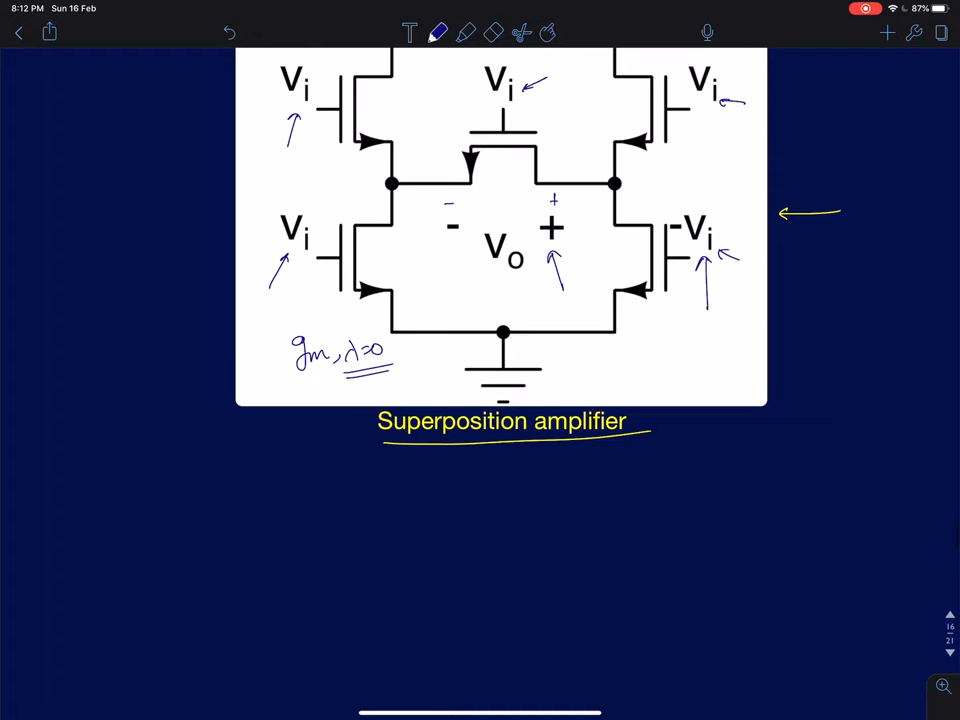 8:12 PM Sun 16 Feb
87%
Vi Vi Vi
- +
Vi - + -Vi
Vo
gm, λ=0
Superposition amplifier
16
21